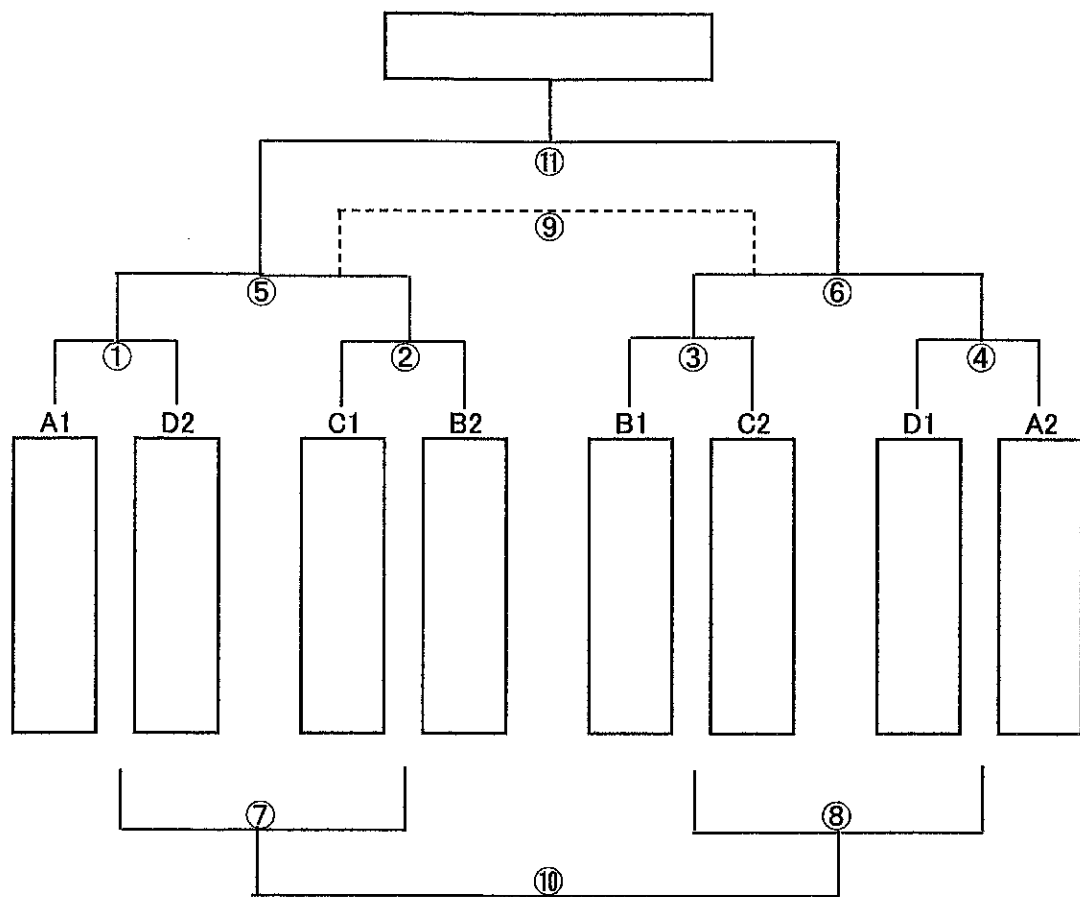 ⑪
⑨
⑤ ⑥
① ② ③ ④
A1 D2 C1 B2 B1 C2 D1 A2
⑦ ⑧
⑩